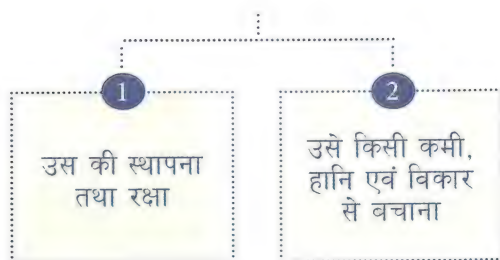 1
उस की स्थापना
तथा रक्षा
2
उसे किसी कमी,
हानि एवं विकार
से बचाना